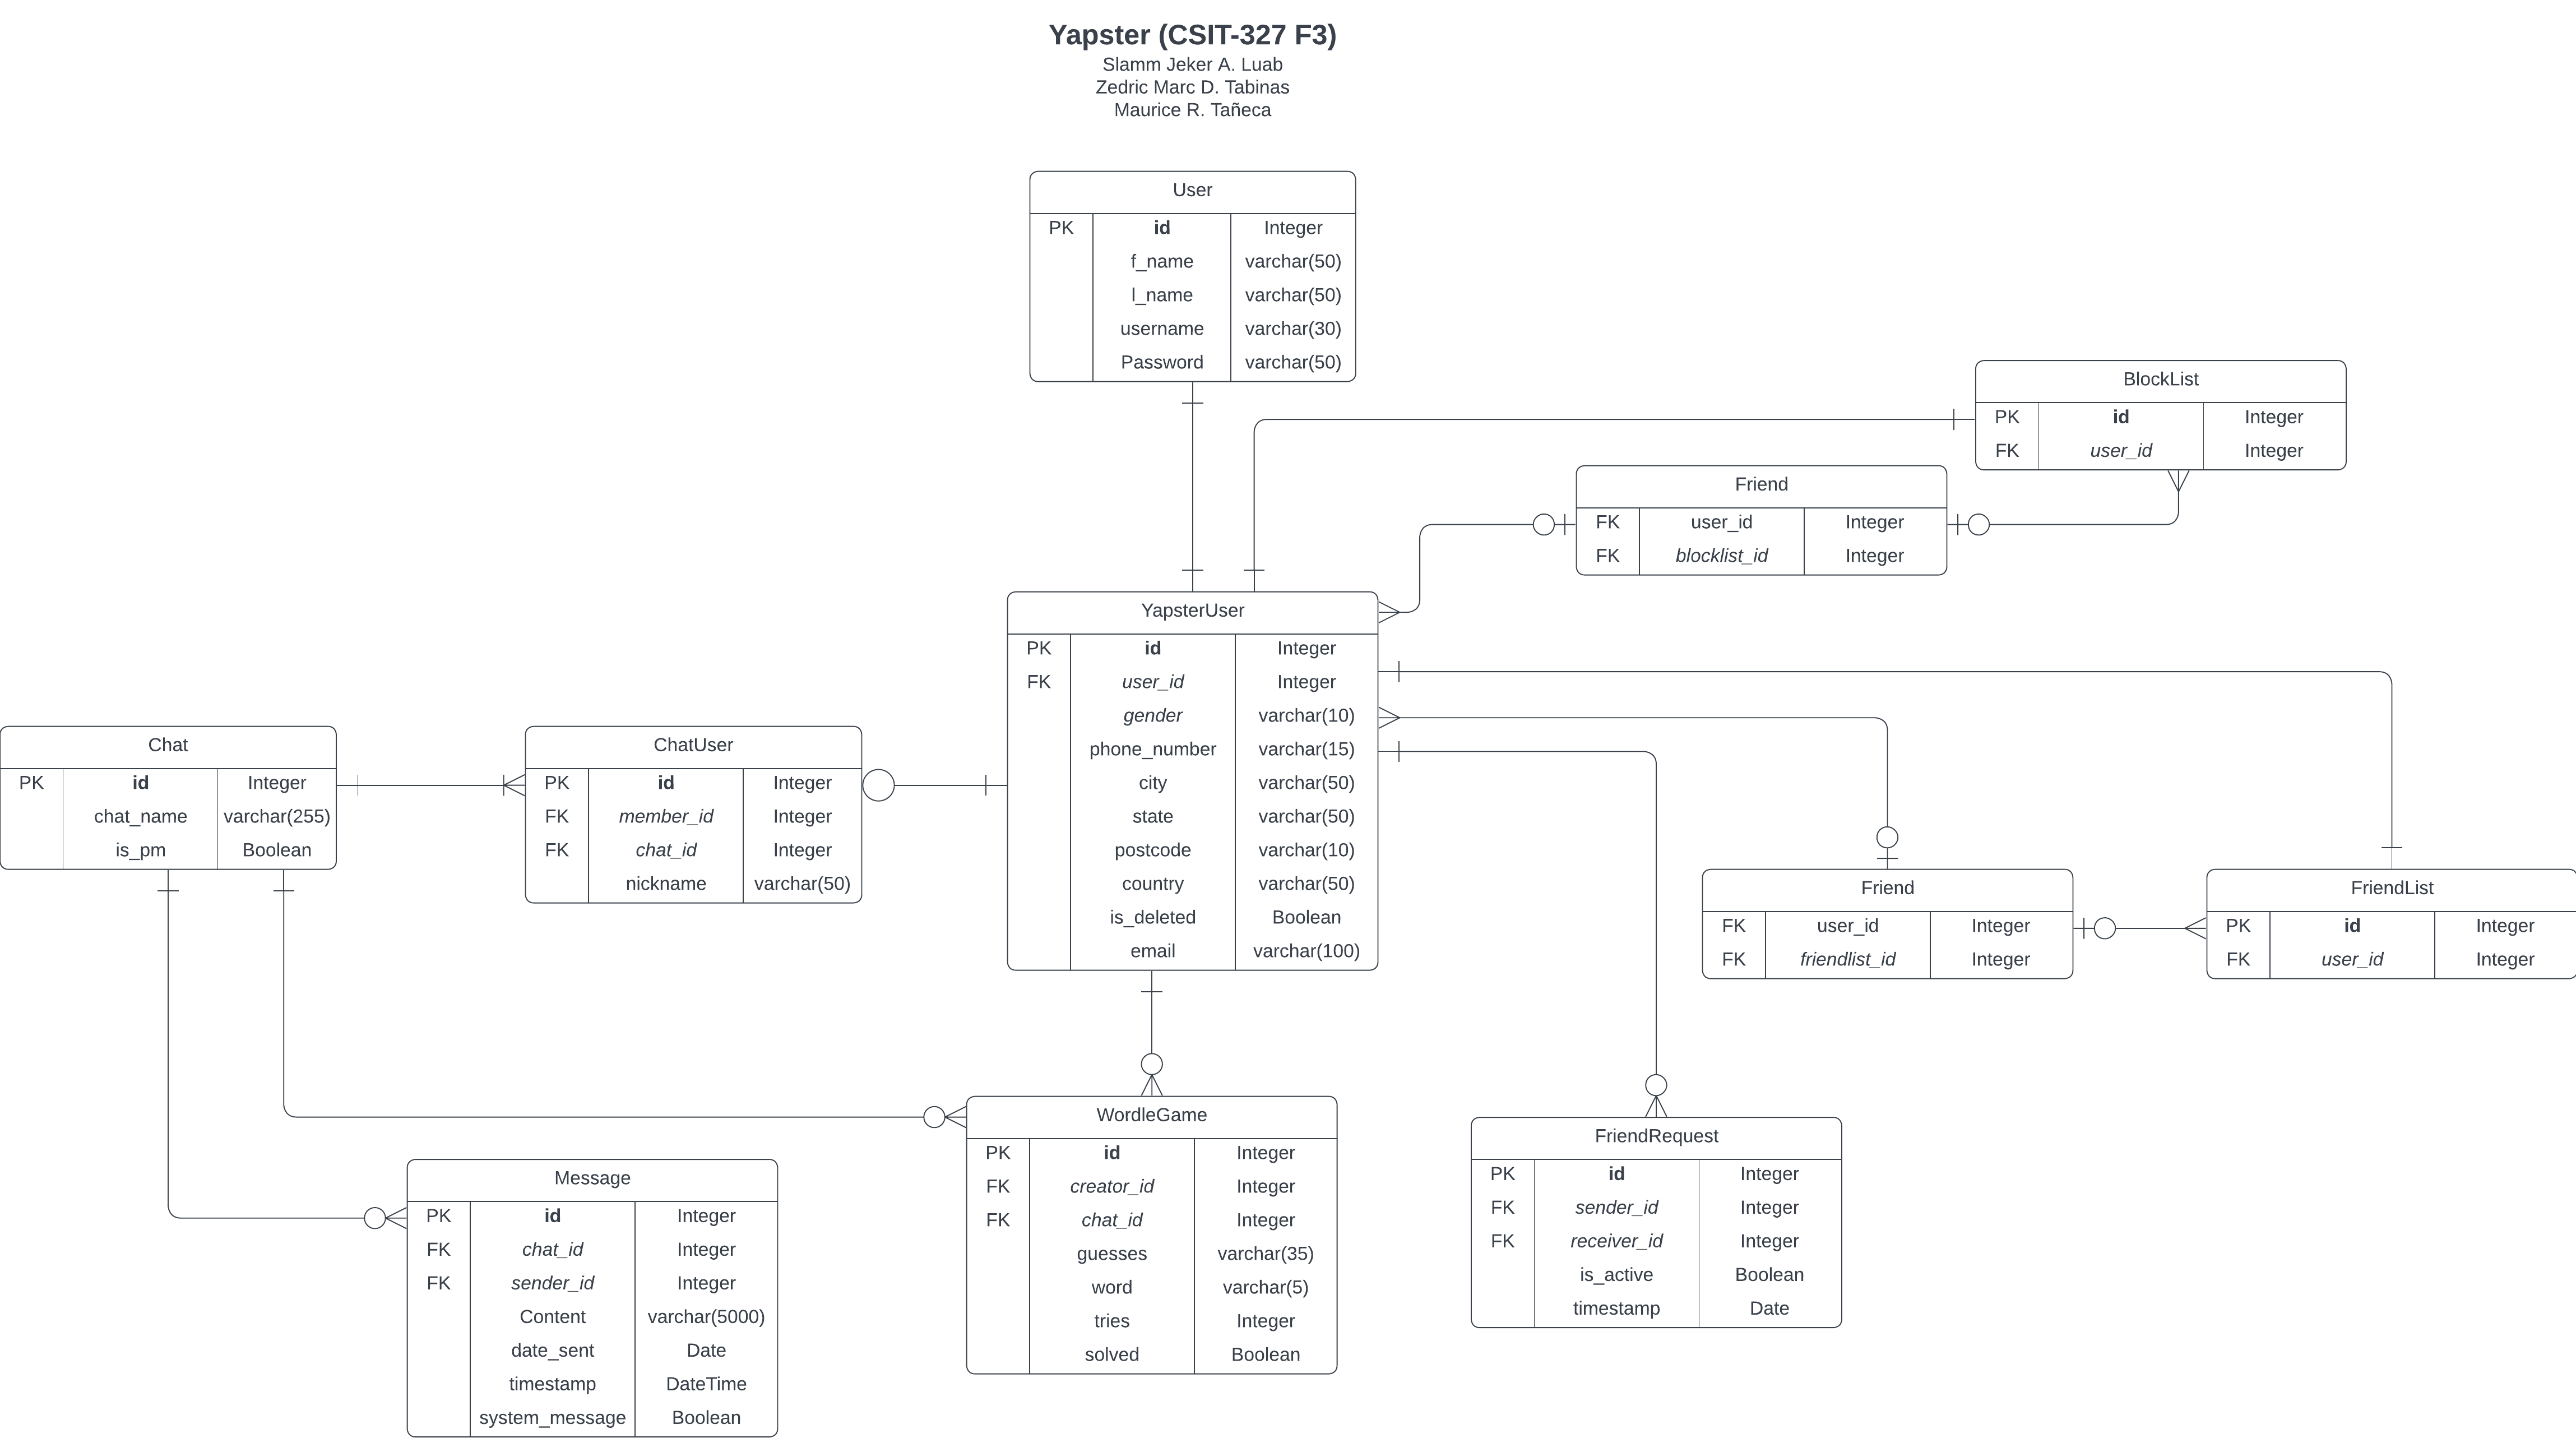 Yapster (CSIT-327 F3)
Slamm Jeker A. Luab
Zedric Marc D. Tabinas
Maurice R. Tañeca
User
PK id Integer
f_name varchar(50)
l_name varchar(50)
username varchar(30)
Password varchar(50)
BlockList
PK id Integer
FK user_id Integer
Friend
FK user_id Integer
FK blocklist_id Integer
YapsterUser
PK id Integer
FK user_id Integer
gender varchar(10)
phone_number varchar(15)
city varchar(50)
state varchar(50)
postcode varchar(10)
country varchar(50)
is_deleted Boolean
email varchar(100)
Chat
PK id Integer
chat_name varchar(255)
is_pm Boolean
ChatUser
PK id Integer
FK member_id Integer
FK chat_id Integer
nickname varchar(50)
Friend
FK user_id Integer
FK friendlist_id Integer
FriendList
PK id Integer
FK user_id Integer
Message
PK id Integer
FK chat_id Integer
FK sender_id Integer
Content varchar(5000)
date_sent Date
timestamp DateTime
system_message Boolean
WordleGame
PK id Integer
FK creator_id Integer
FK chat_id Integer
guesses varchar(35)
word varchar(5)
tries Integer
solved Boolean
FriendRequest
PK id Integer
FK sender_id Integer
FK receiver_id Integer
is_active Boolean
timestamp Date